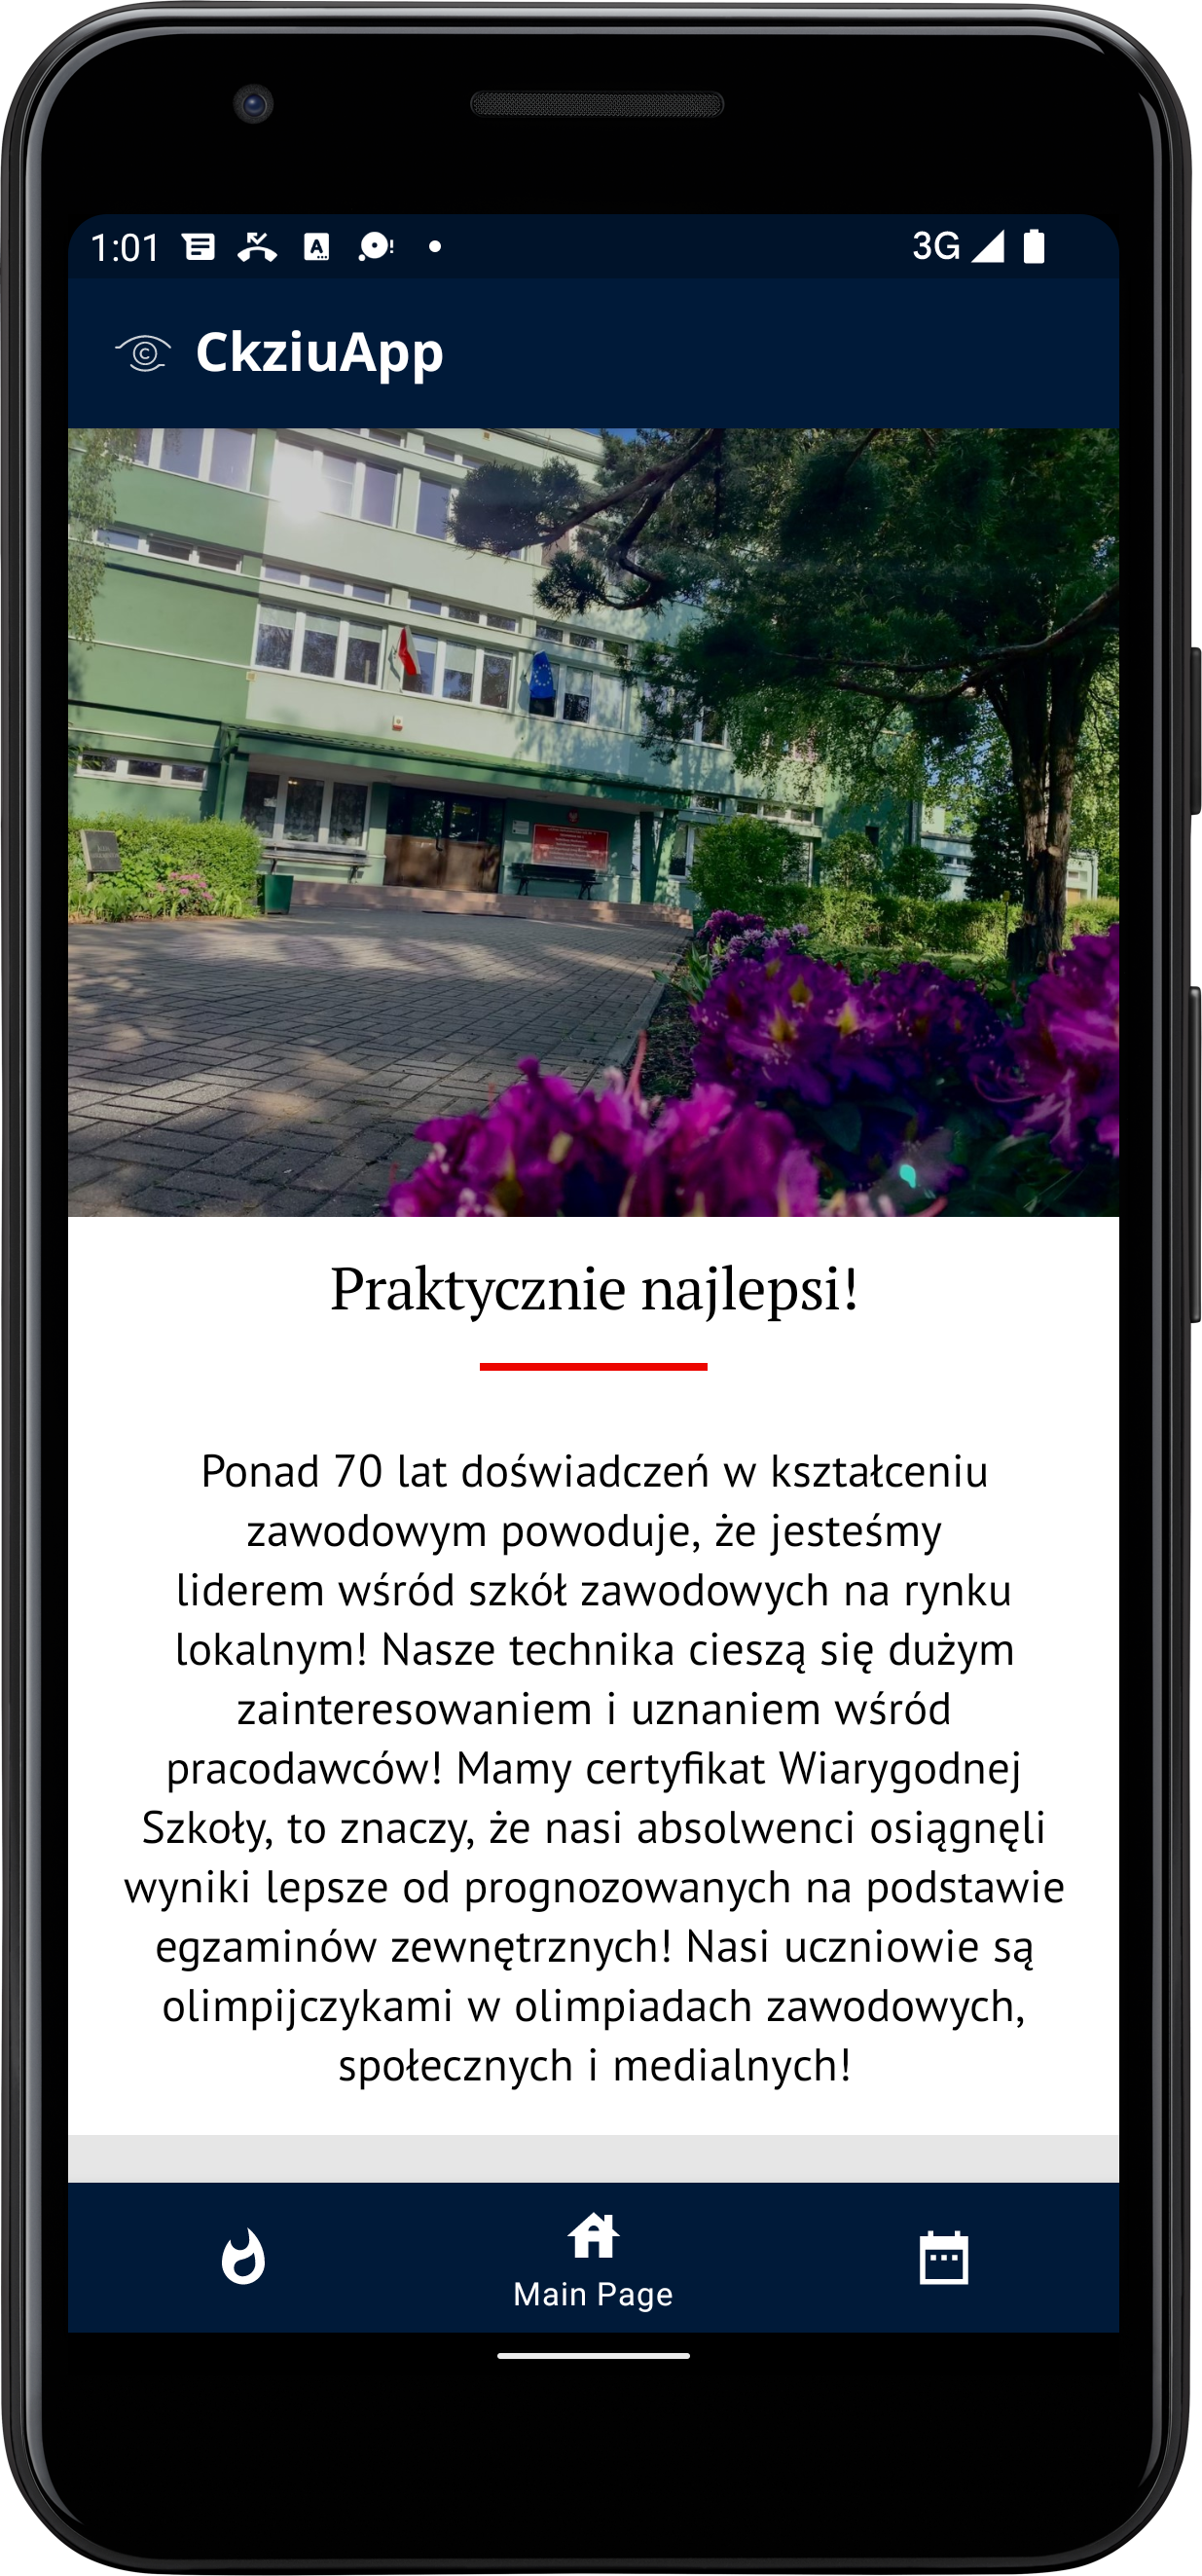 1:01
3G
CkziuApp
Praktycznie najlepsi!
Ponad 70 lat doświadczeń w kształceniu
zawodowym powoduje, że jesteśmy
liderem wśród szkół zawodowych na rynku
lokalnym! Nasze technika cieszą się dużym
zainteresowaniem i uznaniem wśród
pracodawców! Mamy certyfikat Wiarygodnej
Szkoły, to znaczy, że nasi absolwenci osiągnęli
wyniki lepsze od prognozowanych na podstawie
egzaminów zewnętrznych! Nasi uczniowie są
olimpijczykami w olimpiadach zawodowych,
społecznych i medialnych!
Main Page